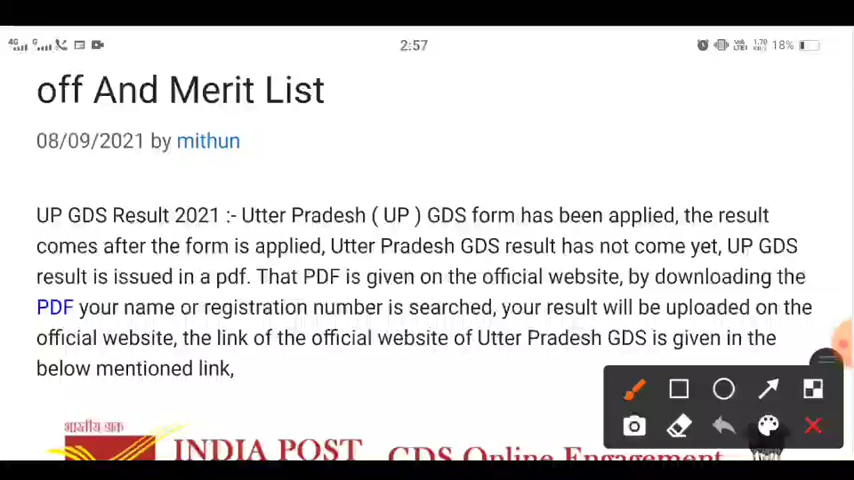 2:57
18%
off And Merit List
08/09/2021 by mithun
UP GDS Result 2021 :- Utter Pradesh ( UP ) GDS form has been applied, the result
comes after the form is applied, Utter Pradesh GDS result has not come yet, UP GDS
result is issued in a pdf. That PDF is given on the official website, by downloading the
PDF your name or registration number is searched, your result will be uploaded on the
official website, the link of the official website of Utter Pradesh GDS is given in the
below mentioned link,
भारतीय डाक
INDIA POST GDS Online Engagement